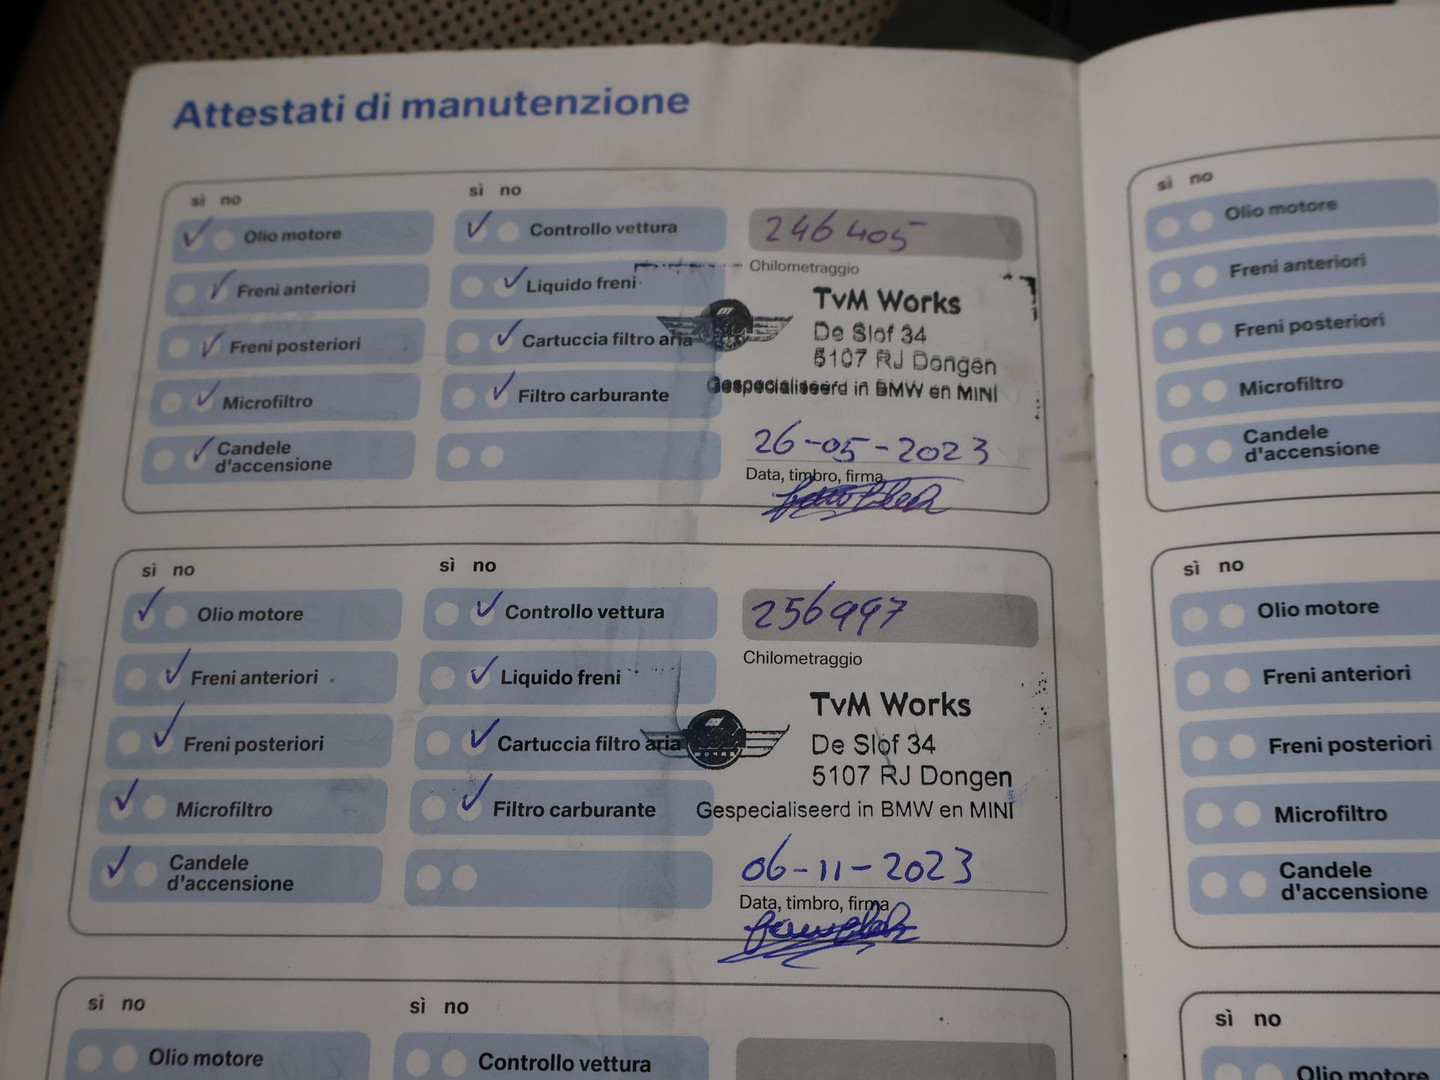 Attestati di manutenzione
sì no
Olio motore
Freni anteriori
Freni posteriori
Microfiltro
Candele
d'accensione
sì no
Controllo vettura
Liquido freni
Cartuccia filtro aria
Filtro carburante
246405
Chilometraggio
TvM Works
De Slof 34
5107 RJ Dongen
Gespecialiseerd in BMW en MINI
26-05-2023
Data, timbro, firma
sì no
Olio motore
Freni anteriori
Freni posteriori
Microfiltro
Candele
d'accensione
sì no
Controllo vettura
Liquido freni
Cartuccia filtro aria
Filtro carburante
256997
Chilometraggio
TvM Works
De Slof 34
5107 RJ Dongen
Gespecialiseerd in BMW en MINI
06-11-2023
Data, timbro, firma
sì no
Olio motore
sì no
Controllo vettura
sì no
Olio motore
Freni anteriori
Freni posteriori
Microfiltro
Candele
d'accensione
sì no
Olio motore
Freni anteriori
Freni posteriori
Microfiltro
Candele
d'accensione
sì no
Olio motore